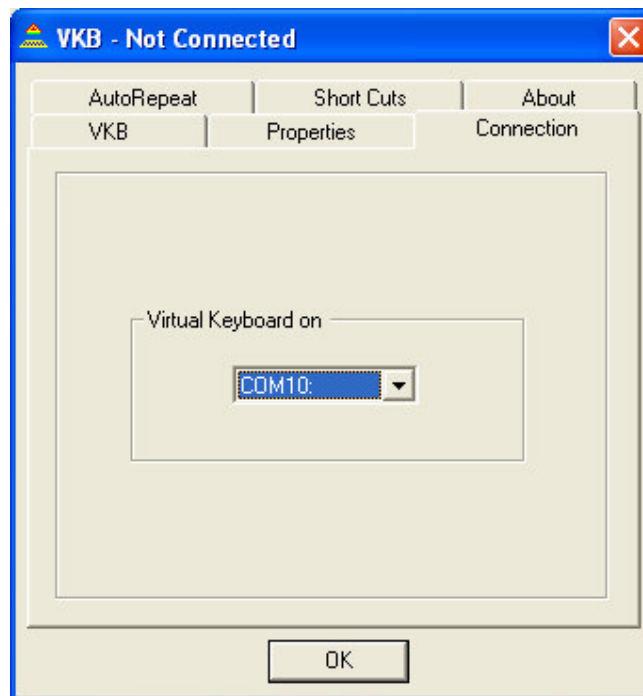 VKB - Not Connected
AutoRepeat Short Cuts About
VKB Properties Connection
Virtual Keyboard on
COM10:
OK